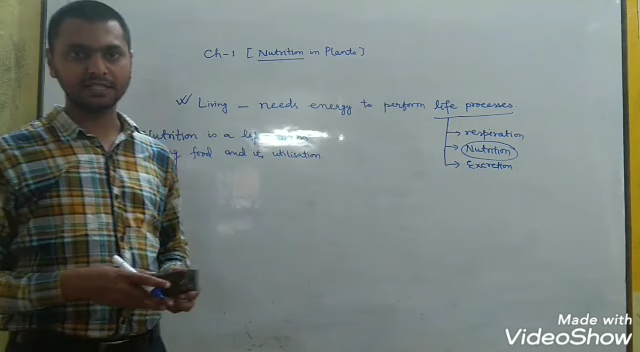 Ch-1 [Nutrition in Plants]
Living - needs energy to perform life processes.
→ respiration
Nutrition is a
→ Nutrition
food and its utilisation.
→ Excretion
Made with
VideoShow